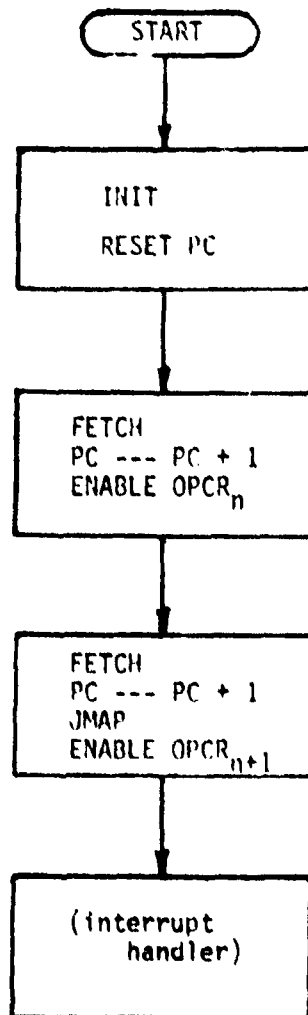 START
INIT
RESET PC
FETCH
PC --- PC + 1
ENABLE OPCRn
FETCH
PC --- PC + 1
JMAP
ENABLE OPCRn+1
(interrupt
handler)